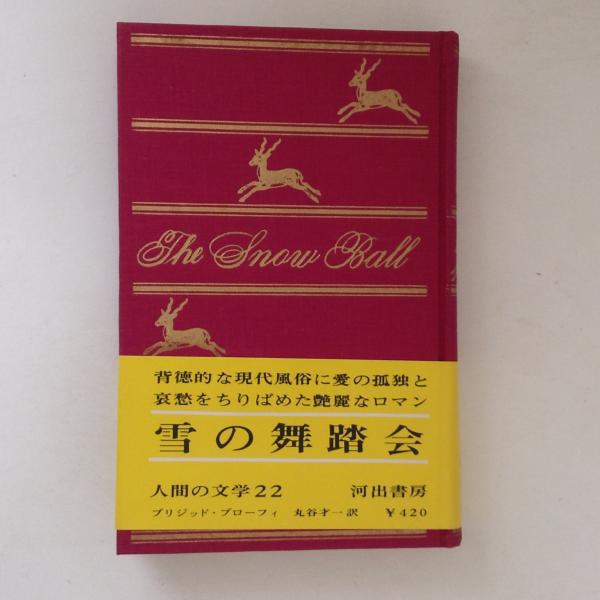 The Snow Ball
背徳的な現代風俗に愛の孤独と
哀愁をちりばめた艶麗なロマン
雪の舞踏会
人間の文学22 河出書房
ブリジッド・ブローフィ 丸谷才一訳 ¥420